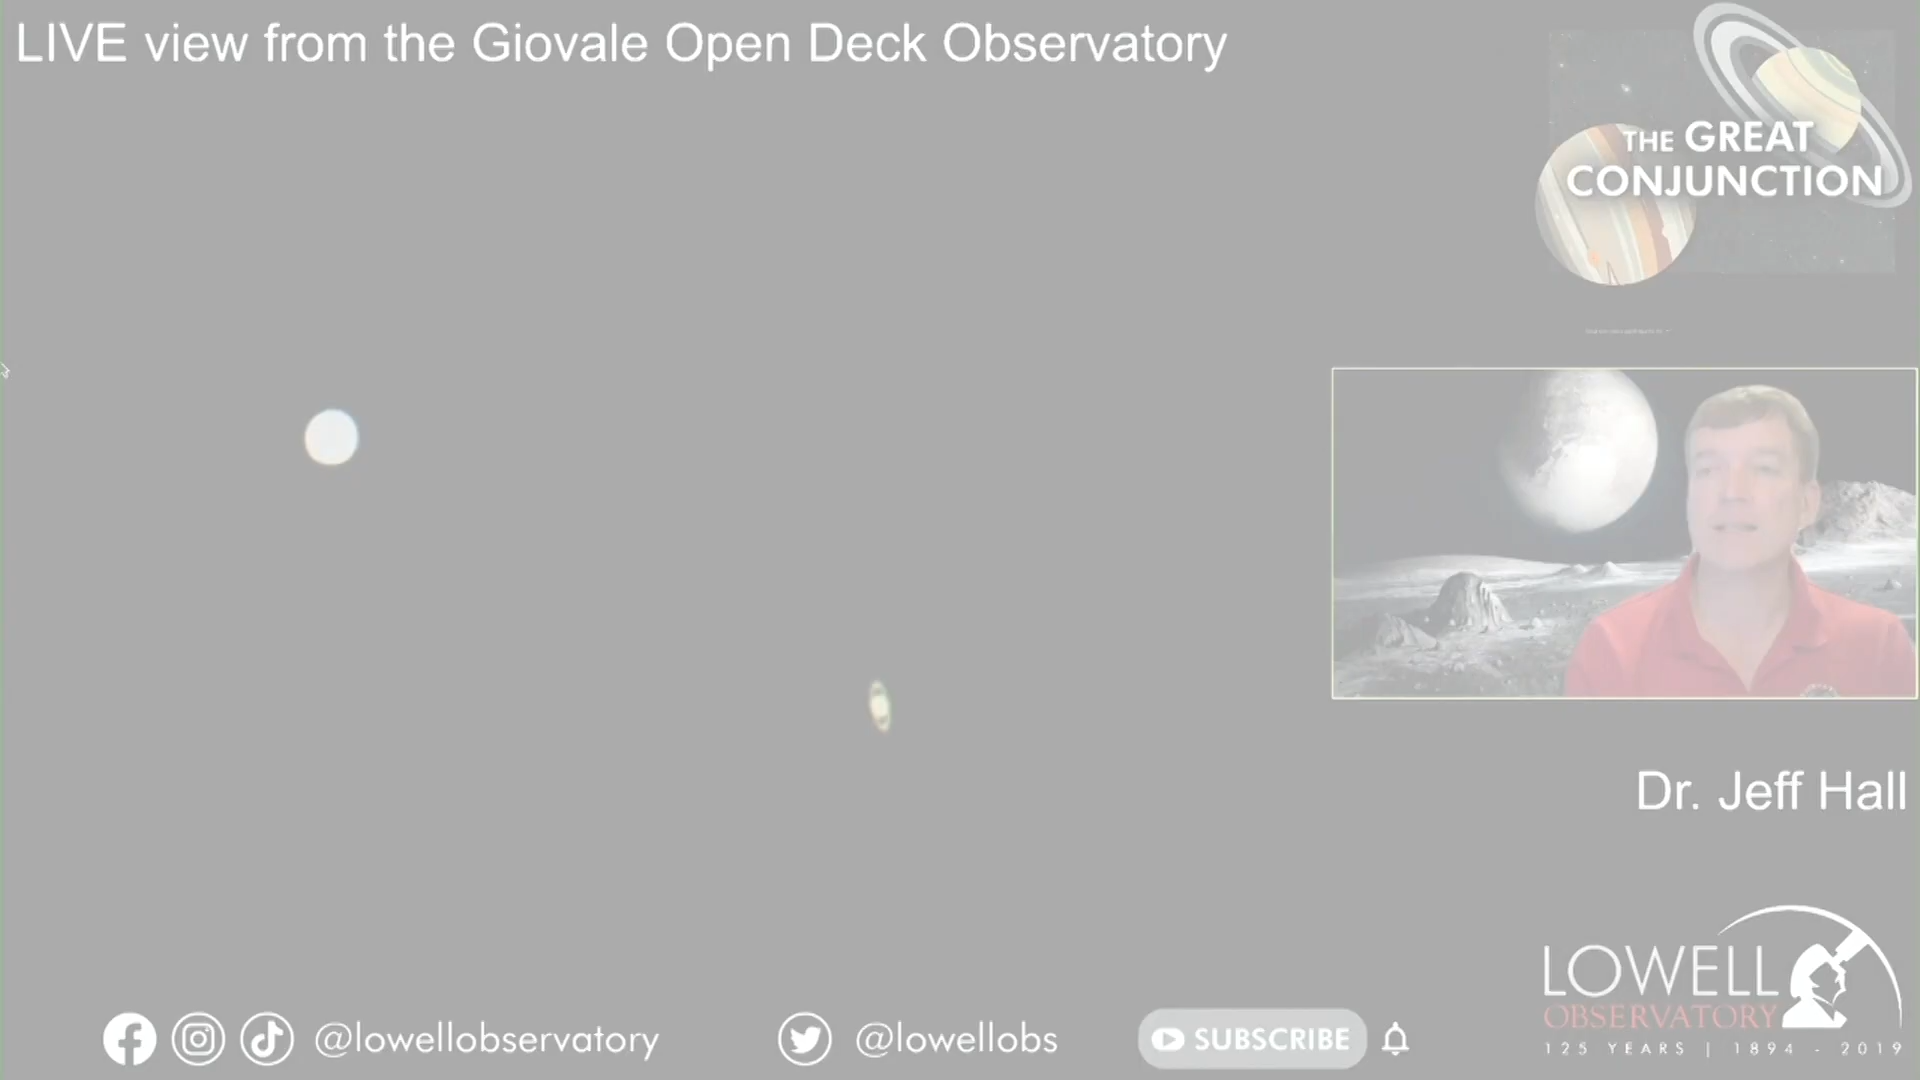 LIVE view from the Giovale Open Deck Observatory
THE GREAT
CONJUNCTION
Dr. Jeff Hall
LOWELL
OBSERVATORY
125 YEARS | 1894 - 2019
@lowellobservatory
@lowellobs
SUBSCRIBE